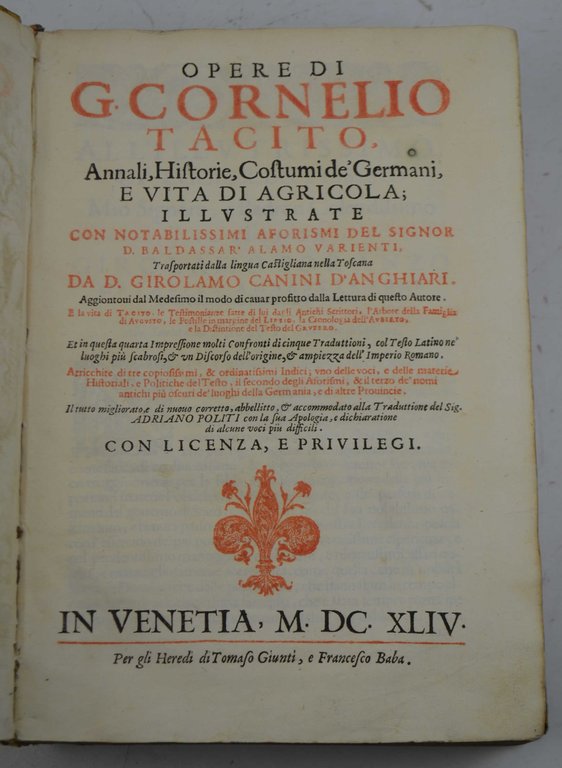 OPERE DI
G. CORNELIO
TACITO,
Annali, Historie, Costumi de' Germani,
E VITA DI AGRICOLA;
ILLVSTRATE
CON NOTABILISSIMI AFORISMI DEL SIGNOR
D. BALDASSAR' ALAMO VARIENTI,
Trasportati dalla lingua Castigliana nella Toscana
DA D. GIROLAMO CANINI D'ANGHIARI.
Aggiontoui dal Medesimo il modo di cauar profitto dalla Lettura di questo Autore.
E la vita di TACITO, le Testimonianze fatte di lui dagli Antichi Scrittori, l'Arbore della Famiglia
di AVGVSTO, le Postille in margine del LIPSIO, la Cronologia dell'AVBERTO,
e la Distintione del Testo del GRVTERO.
Et in questa quarta Impressione molti Confronti di cinque Traduttioni, col Testo Latino ne'
luoghi più scabrosi, & vn Discorso dell'origine, & ampiezza dell' Imperio Romano.
Arricchite di tre copiosissimi, & ordinatissimi Indici; vno delle voci, e delle materie
Historiali, e Politiche del Testo, il secondo degli Aforismi, & il terzo de' nomi
antichi più oscuri de' luoghi della Germania, e di altre Prouincie.
Il tutto migliorato, e di nuouo corretto, abbellitto, & accommodato alla Traduttione del Sig.
ADRIANO POLITI con la sua Apologia, e dichiaratione
di alcune voci più difficili.
CON LICENZA, E PRIVILEGI.
IN VENETIA, M. DC. XLIV.
Per gli Heredi di Tomaso Giunti, e Francesco Baba.